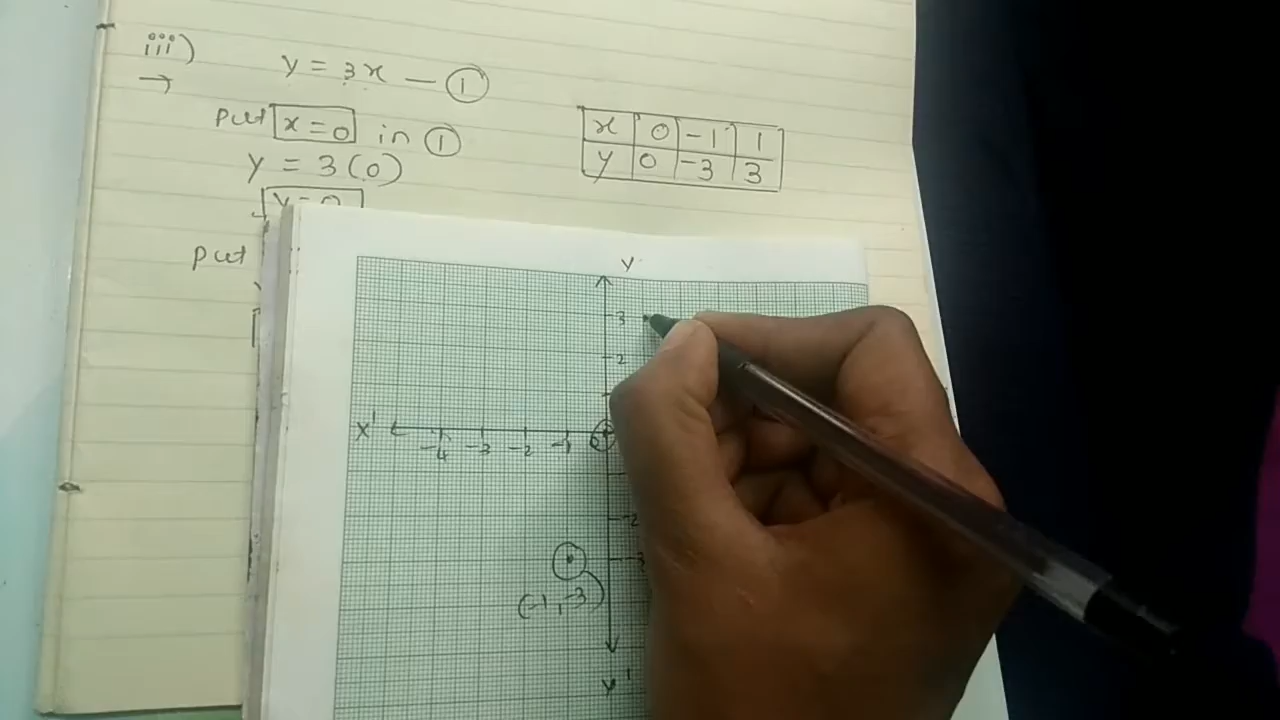 iii) y = 3x — ①
→
put x = 0 in ①
y = 3(0)
y = 0
put
x 0 -1 1
y 0 -3 3
Y
3
2
X' -4 -3 -2 -1 0
-2
-3
(-1, -3)
Y'